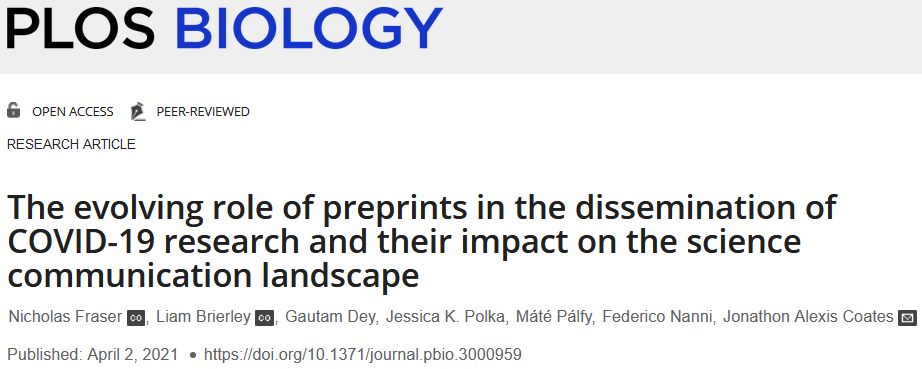 PLOS BIOLOGY
OPEN ACCESS PEER-REVIEWED
RESEARCH ARTICLE
The evolving role of preprints in the dissemination of
COVID-19 research and their impact on the science
communication landscape
Nicholas Fraser co, Liam Brierley co, Gautam Dey, Jessica K. Polka, Máté Pálfy, Federico Nanni, Jonathon Alexis Coates
Published: April 2, 2021 • https://doi.org/10.1371/journal.pbio.3000959